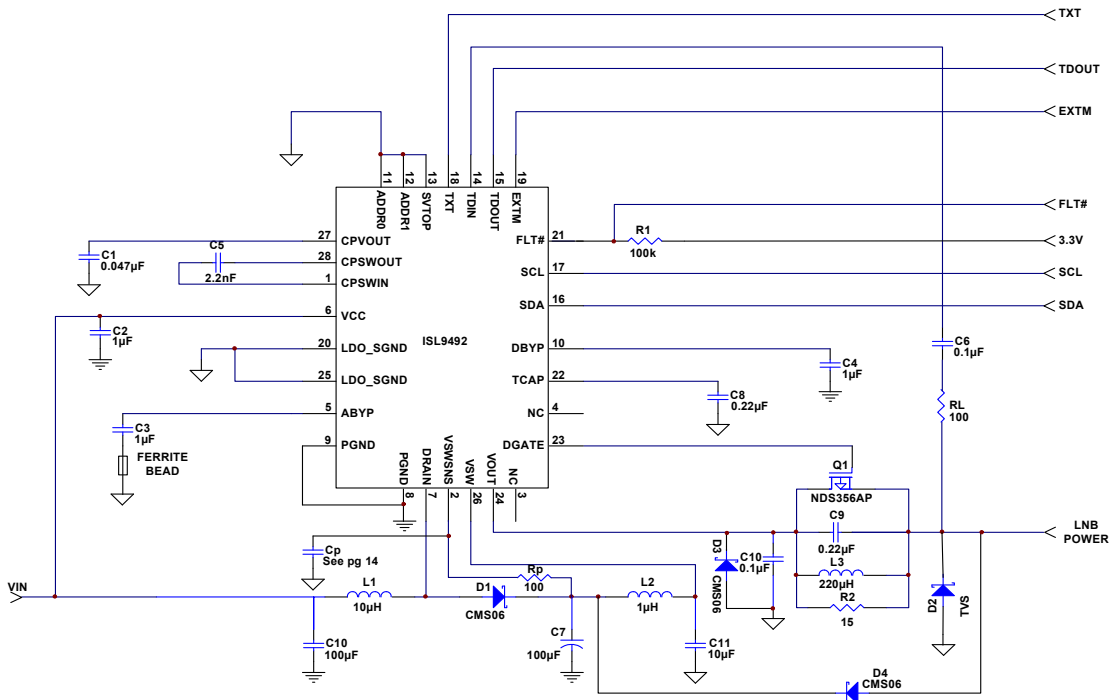 TXT
TDOUT
EXTM
11
12
13
18
14
15
19
ADDR0
ADDR1
SVTOP
TXT
TDIN
TDOUT
EXTM
FLT#
27
CPVOUT
FLT#
21
R1
100k
3.3V
C1
0.047µF
C5
2.2nF
28
CPSWOUT
1
CPSWIN
SCL
17
SCL
SDA
16
SDA
6
VCC
C2
1µF
ISL9492
20
LDO_SGND
DBYP
10
C4
1µF
C6
0.1µF
25
LDO_SGND
TCAP
22
C8
0.22µF
RL
100
5
ABYP
NC
4
C3
1µF
FERRITE
BEAD
9
PGND
DGATE
23
PGND
DRAIN
VSWSNS
VSW
VOUT
NC
8
7
2
26
24
3
Q1
NDS356AP
C9
0.22µF
L3
220µH
R2
15
LNB
POWER
D3
CMS06
C10
0.1µF
D2
TVS
Cp
See pg 14
Rp
100
VIN
L1
10µH
D1
CMS06
L2
1µH
C10
100µF
C7
100µF
C11
10µF
D4
CMS06